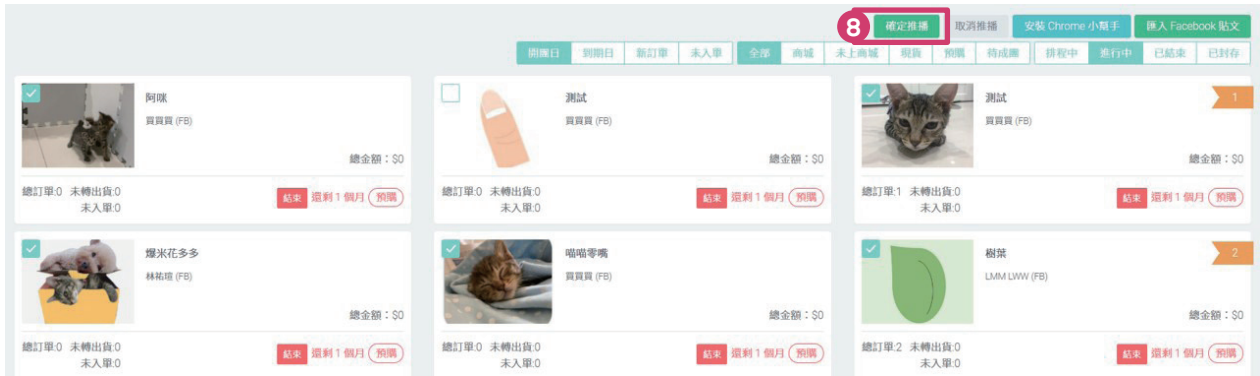 8 確定推播 取消推播 安裝 Chrome 小幫手 匯入 Facebook 貼文
開團日 到期日 新訂單 未入單 全部 商城 未上商城 現貨 預購 待成團 排程中 進行中 已結束 已封存
阿咪
買買買 (FB)
總金額：$0
總訂單:0 未轉出貨:0
未入單:0
結束 還剩 1 個月 預購
測試
買買買 (FB)
總金額：$0
總訂單:0 未轉出貨:0
未入單:0
結束 還剩 1 個月 預購
測試
1
買買買 (FB)
總金額：$0
總訂單:1 未轉出貨:0
未入單:0
結束 還剩 1 個月 預購
爆米花多多
林祐瑄 (FB)
總金額：$0
總訂單:0 未轉出貨:0
未入單:0
結束 還剩 1 個月 預購
喵喵零嘴
買買買 (FB)
總金額：$0
總訂單:0 未轉出貨:0
未入單:0
結束 還剩 1 個月 預購
樹葉
2
LMM LWW (FB)
總金額：$0
總訂單:2 未轉出貨:0
未入單:0
結束 還剩 1 個月 預購